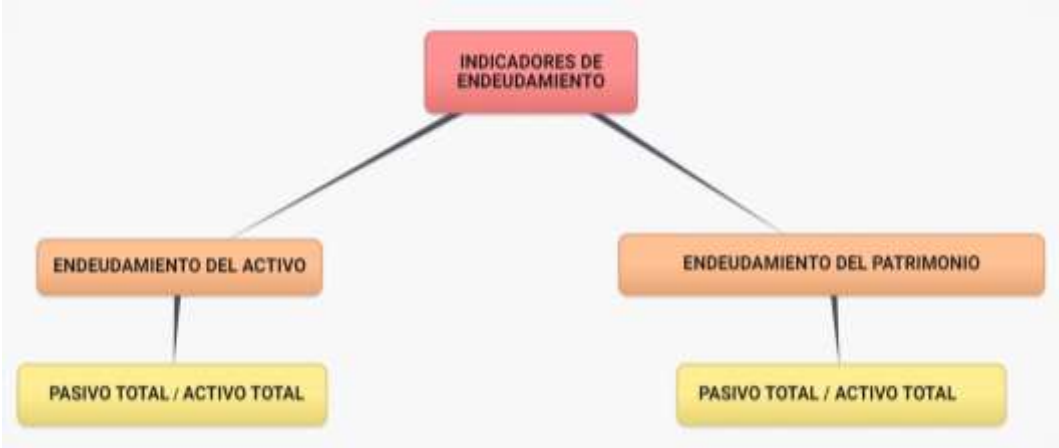 INDICADORES DE
ENDEUDAMIENTO
ENDEUDAMIENTO DEL ACTIVO
ENDEUDAMIENTO DEL PATRIMONIO
PASIVO TOTAL / ACTIVO TOTAL
PASIVO TOTAL / ACTIVO TOTAL